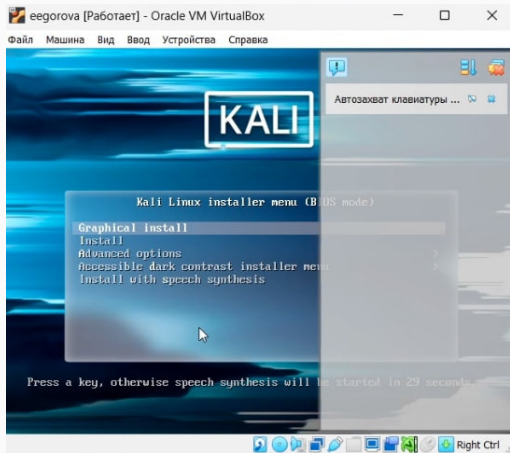 eegorova [Работает] - Oracle VM VirtualBox
Файл Машина Вид Ввод Устройства Справка
Автозахват клавиатуры ...
KALI
Kali Linux installer menu (BIOS mode)
Graphical install
Install
Advanced options
Accessible dark contrast installer menu
Install with speech synthesis
Press a key, otherwise speech synthesis will be started in 29 seconds...
Right Ctrl